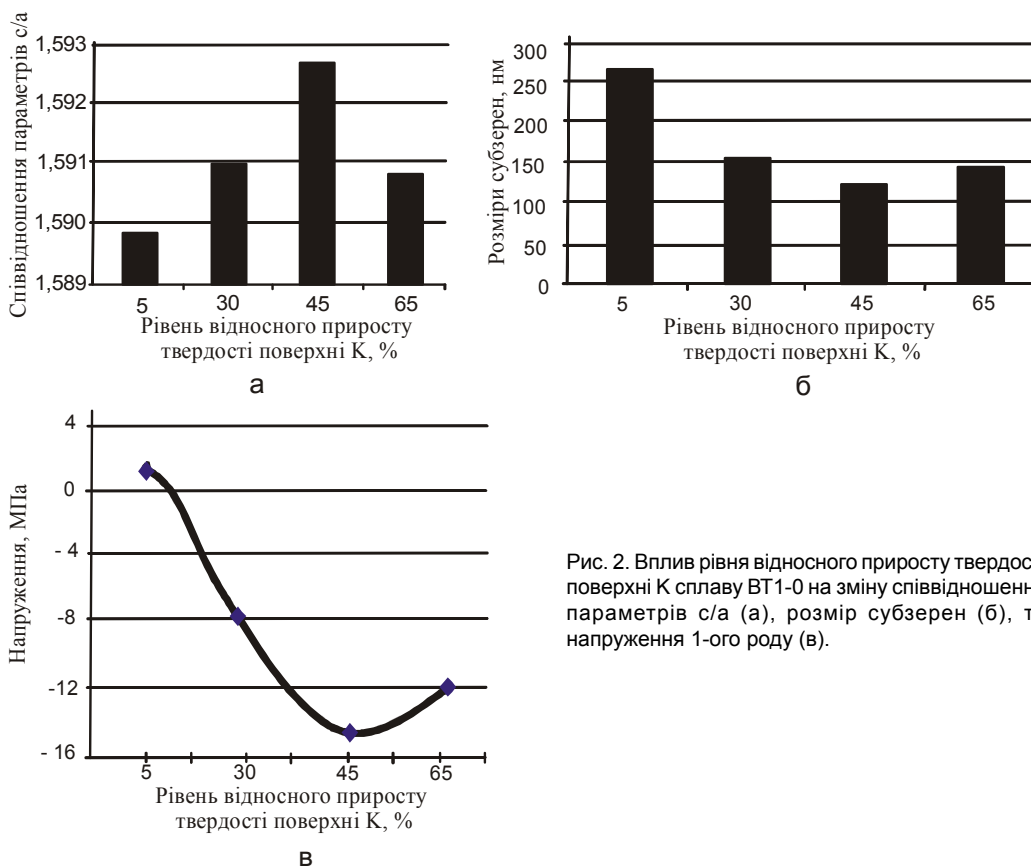 Співвідношення параметрів с/а
1,593
1,592
1,591
1,590
1,589
5 30 45 65
Рівень відносного приросту
твердості поверхні K, %
а
Розміри субзерен, нм
300
250
200
150
100
50
0
5 30 45 65
Рівень відносного приросту
твердості поверхні K, %
б
Напруження, МПа
4
0
- 4
-8
-12
- 16
5 30 45 65
Рівень відносного приросту
твердості поверхні K, %
в
Рис. 2. Вплив рівня відносного приросту твердос
поверхні K сплаву ВТ1-0 на зміну співвідношенн
параметрів с/а (а), розмір субзерен (б), т
напруження 1-ого роду (в).